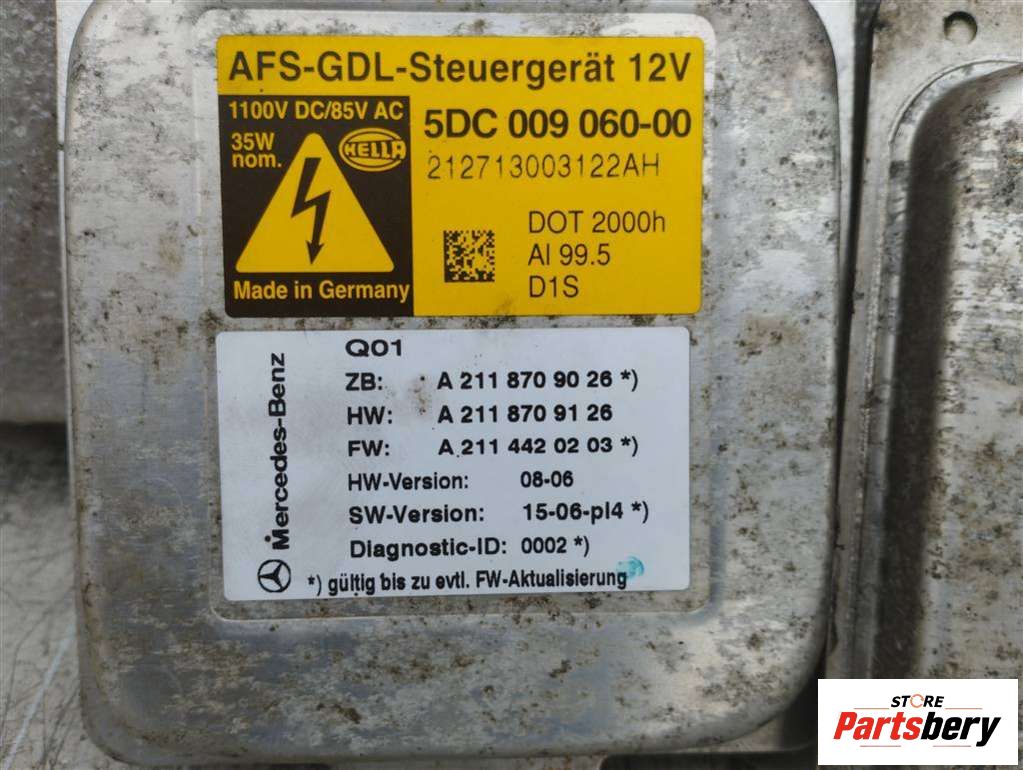 AFS-GDL-Steuergerät 12V
1100V DC/85V AC
35W
nom.
HELLA
Made in Germany
5DC 009 060-00
212713003122AH
DOT 2000h
Al 99.5
D1S
Mercedes-Benz
Q01
ZB: A 211 870 90 26 *)
HW: A 211 870 91 26
FW: A 211 442 02 03 *)
HW-Version: 08-06
SW-Version: 15-06-pl4 *)
Diagnostic-ID: 0002 *)
*) gültig bis zu evtl. FW-Aktualisierung
STORE
Partsbery